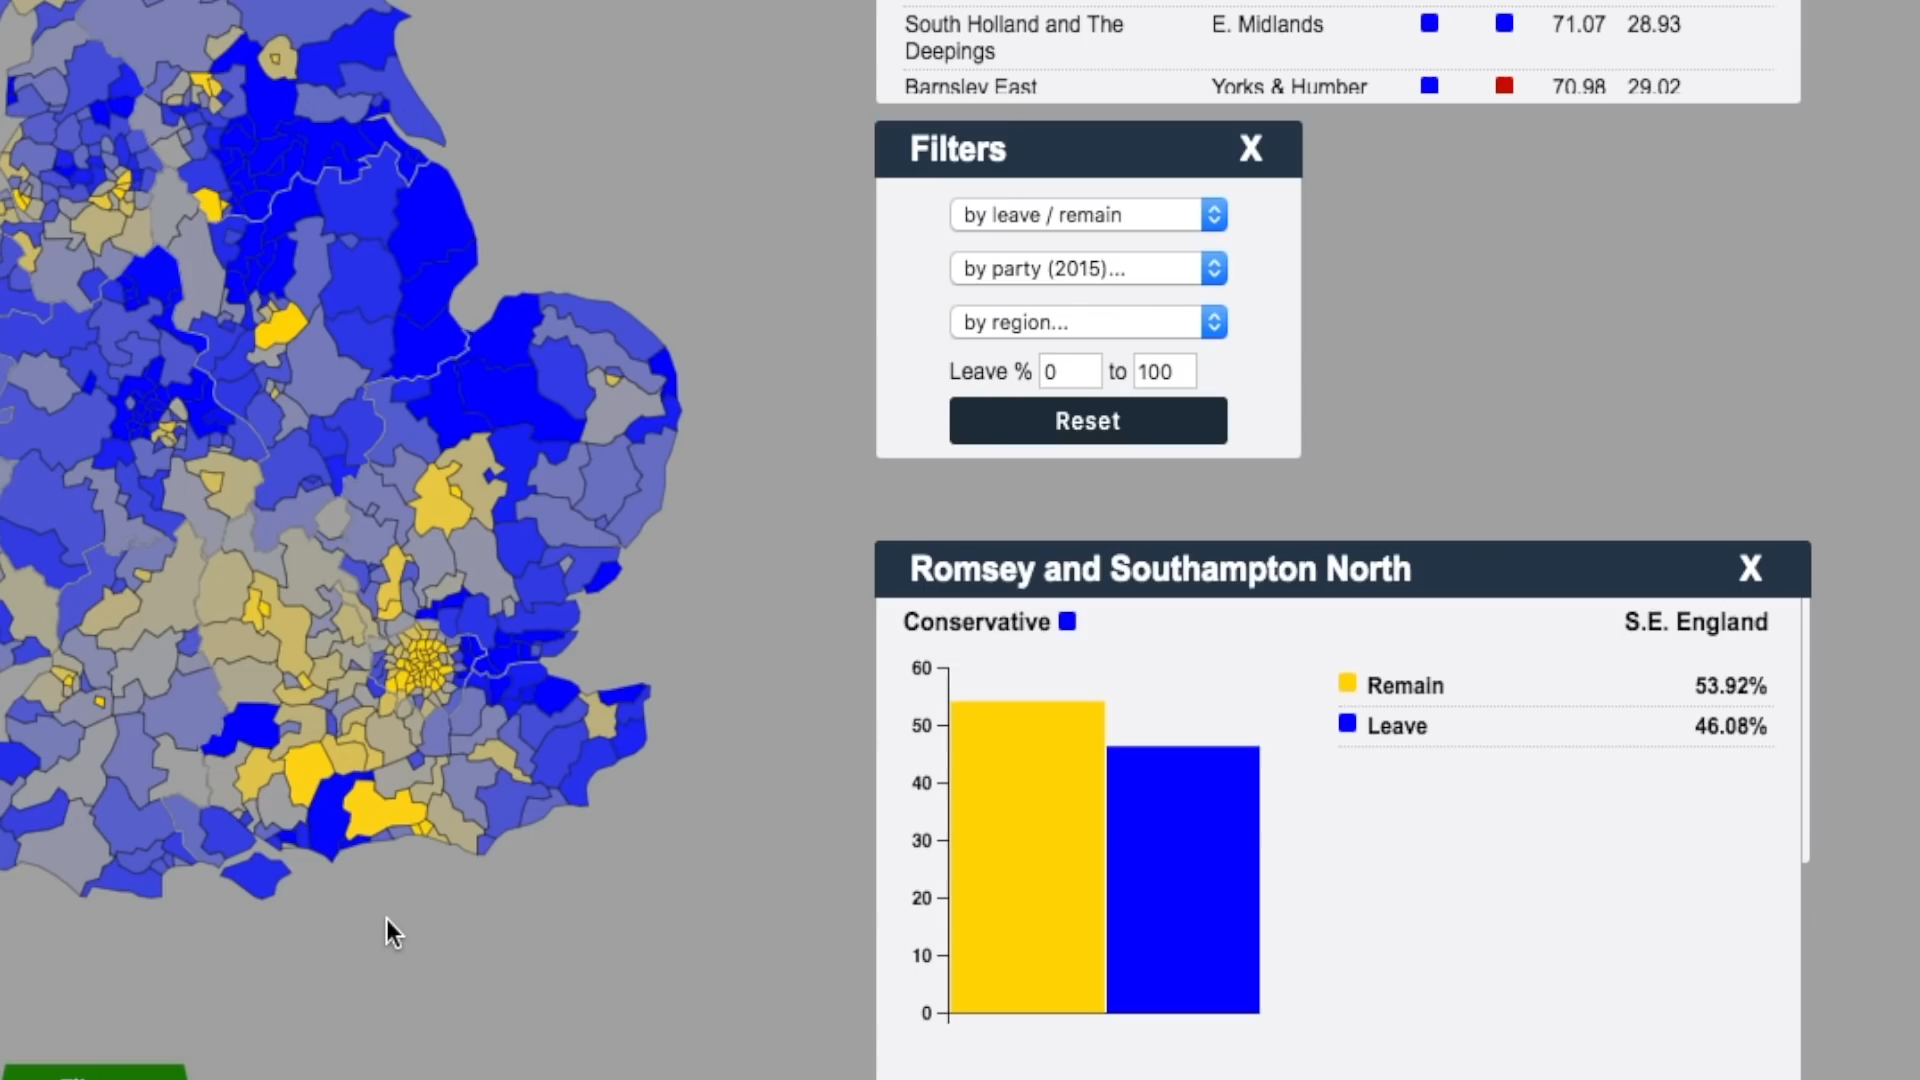 South Holland and The Deepings E. Midlands 71.07 28.93
Barnsley East Yorks & Humber 70.98 29.02
Filters X
by leave / remain
by party (2015)...
by region...
Leave % 0 to 100
Reset
Romsey and Southampton North X
Conservative S.E. England
60
50
40
30
20
10
0
Remain 53.92%
Leave 46.08%